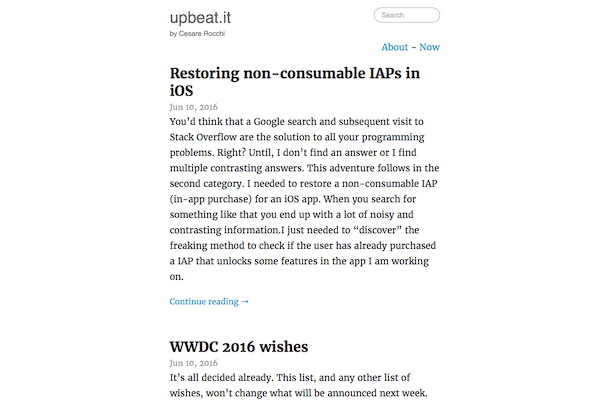 upbeat.it
Search
by Cesare Rocchi
About - Now
Restoring non-consumable IAPs in
iOS
Jun 10, 2016
You’d think that a Google search and subsequent visit to
Stack Overflow are the solution to all your programming
problems. Right? Until, I don’t find an answer or I find
multiple contrasting answers. This adventure follows in the
second category. I needed to restore a non-consumable IAP
(in-app purchase) for an iOS app. When you search for
something like that you end up with a lot of noisy and
contrasting information.I just needed to “discover” the
freaking method to check if the user has already purchased
a IAP that unlocks some features in the app I am working
on.
Continue reading →
WWDC 2016 wishes
Jun 10, 2016
It’s all decided already. This list, and any other list of
wishes, won’t change what will be announced next week.